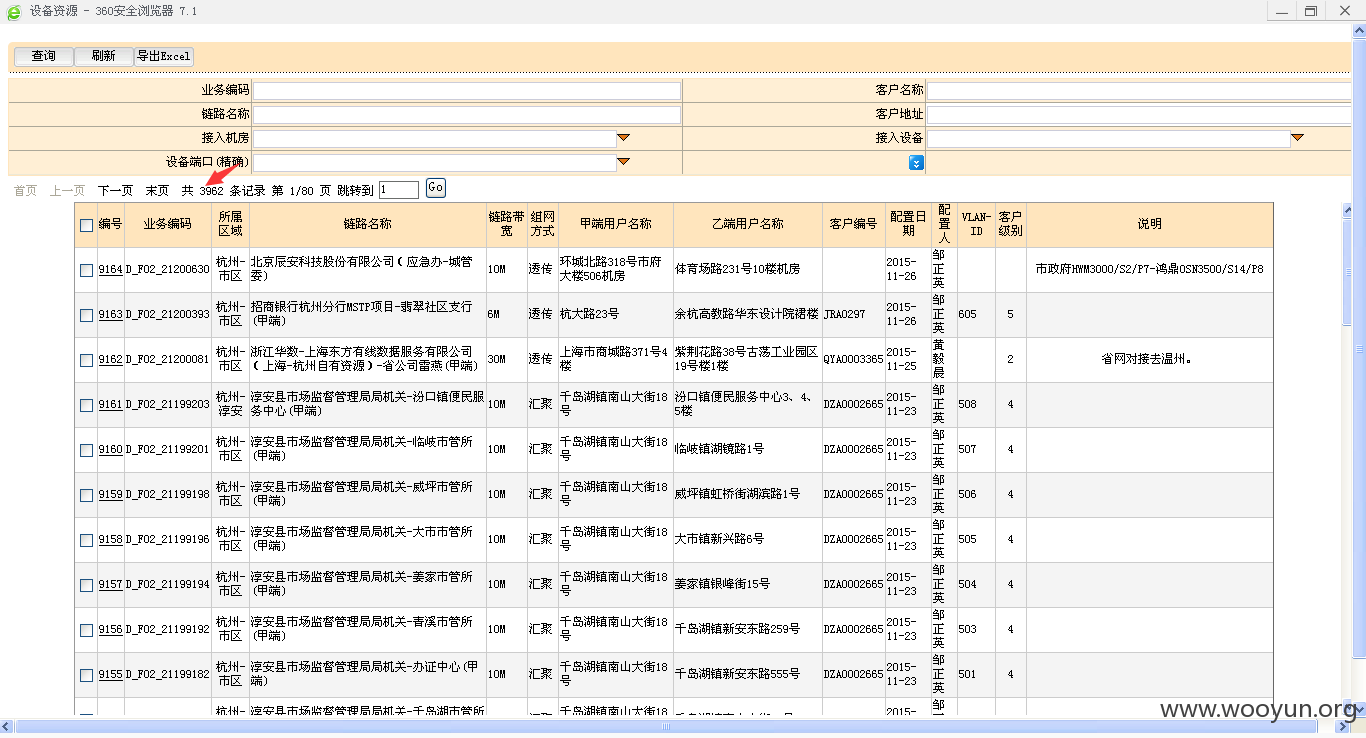 设备资源 - 360安全浏览器 7.1
查询 刷新 导出Excel
业务编码 客户名称
链路名称 客户地址
接入机房 接入设备
设备端口(精确)
首页 上一页 下一页 末页 共 3962 条记录 第 1/80 页 跳转到 1 Go
编号 业务编码 所属区域 链路名称 链路带宽 组网方式 甲端用户名称 乙端用户名称 客户编号 配置日期 配置人 VLAN-ID 客户级别 说明
9164 D_F02_21200630 杭州-市区 北京辰安科技股份有限公司(应急办-城管委) 10M 透传 环城北路318号市府大楼506机房 体育场路231号10楼机房 2015-11-26 邹正英 市政府HWM3000/S2/P7-鸿鼎OSN3500/S14/P8
9163 D_F02_21200393 杭州-市区 招商银行杭州分行MSTP项目-翡翠社区支行(甲端) 6M 透传 杭大路23号 余杭高教路华东设计院裙楼 JRA0297 2015-11-26 邹正英 605 5
9162 D_F02_21200081 杭州-市区 浙江华数-上海东方有线数据服务有限公司(上海-杭州自有资源)-省公司雷燕(甲端) 30M 透传 上海市商城路371号4楼 紫荆花路38号古荡工业园区19号楼1楼 QYA0003365 2015-11-25 黄毅晨 2 省网对接去温州。
9161 D_F02_21199203 杭州-淳安 淳安县市场监督管理局局机关-汾口镇便民服务中心(甲端) 10M 汇聚 千岛湖镇南山大街18号 汾口镇便民服务中心3、4、5楼 DZA0002665 2015-11-23 邹正英 508 4
9160 D_F02_21199201 杭州-市区 淳安县市场监督管理局局机关-临岐市管所(甲端) 10M 汇聚 千岛湖镇南山大街18号 临岐镇湖镜路1号 DZA0002665 2015-11-23 邹正英 507 4
9159 D_F02_21199198 杭州-市区 淳安县市场监督管理局局机关-威坪市管所(甲端) 10M 汇聚 千岛湖镇南山大街18号 威坪镇虹桥街湖滨路1号 DZA0002665 2015-11-23 邹正英 506 4
9158 D_F02_21199196 杭州-市区 淳安县市场监督管理局局机关-大市市管所(甲端) 10M 汇聚 千岛湖镇南山大街18号 大市镇新兴路6号 DZA0002665 2015-11-23 邹正英 505 4
9157 D_F02_21199194 杭州-市区 淳安县市场监督管理局局机关-姜家市管所(甲端) 10M 汇聚 千岛湖镇南山大街18号 姜家镇银峰街15号 DZA0002665 2015-11-23 邹正英 504 4
9156 D_F02_21199192 杭州-市区 淳安县市场监督管理局局机关-青溪市管所(甲端) 10M 汇聚 千岛湖镇南山大街18号 千岛湖镇新安东路259号 DZA0002665 2015-11-23 邹正英 503 4
9155 D_F02_21199182 杭州-市区 淳安县市场监督管理局局机关-办证中心(甲端) 10M 汇聚 千岛湖镇南山大街18号 千岛湖镇新安东路555号 DZA0002665 2015-11-23 邹正英 501 4
杭州- 淳安县市场监督管理局局机关-千岛湖市管所 千岛湖镇南山大街18 2015- 邹
www.wooyun.org